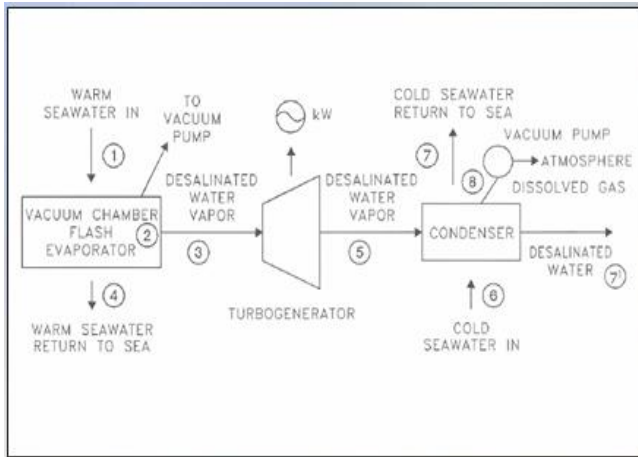 WARM
SEAWATER IN
1
TO
VACUUM
PUMP
kW
COLD SEAWATER
RETURN TO SEA
7
VACUUM PUMP
8
ATMOSPHERE
DISSOLVED GAS
DESALINATED
WATER
VAPOR
DESALINATED
WATER
VAPOR
VACUUM CHAMBER
FLASH
EVAPORATOR
2
3
5
CONDENSER
DESALINATED
WATER
7'
4
WARM SEAWATER
RETURN TO SEA
TURBOGENERATOR
6
COLD
SEAWATER IN